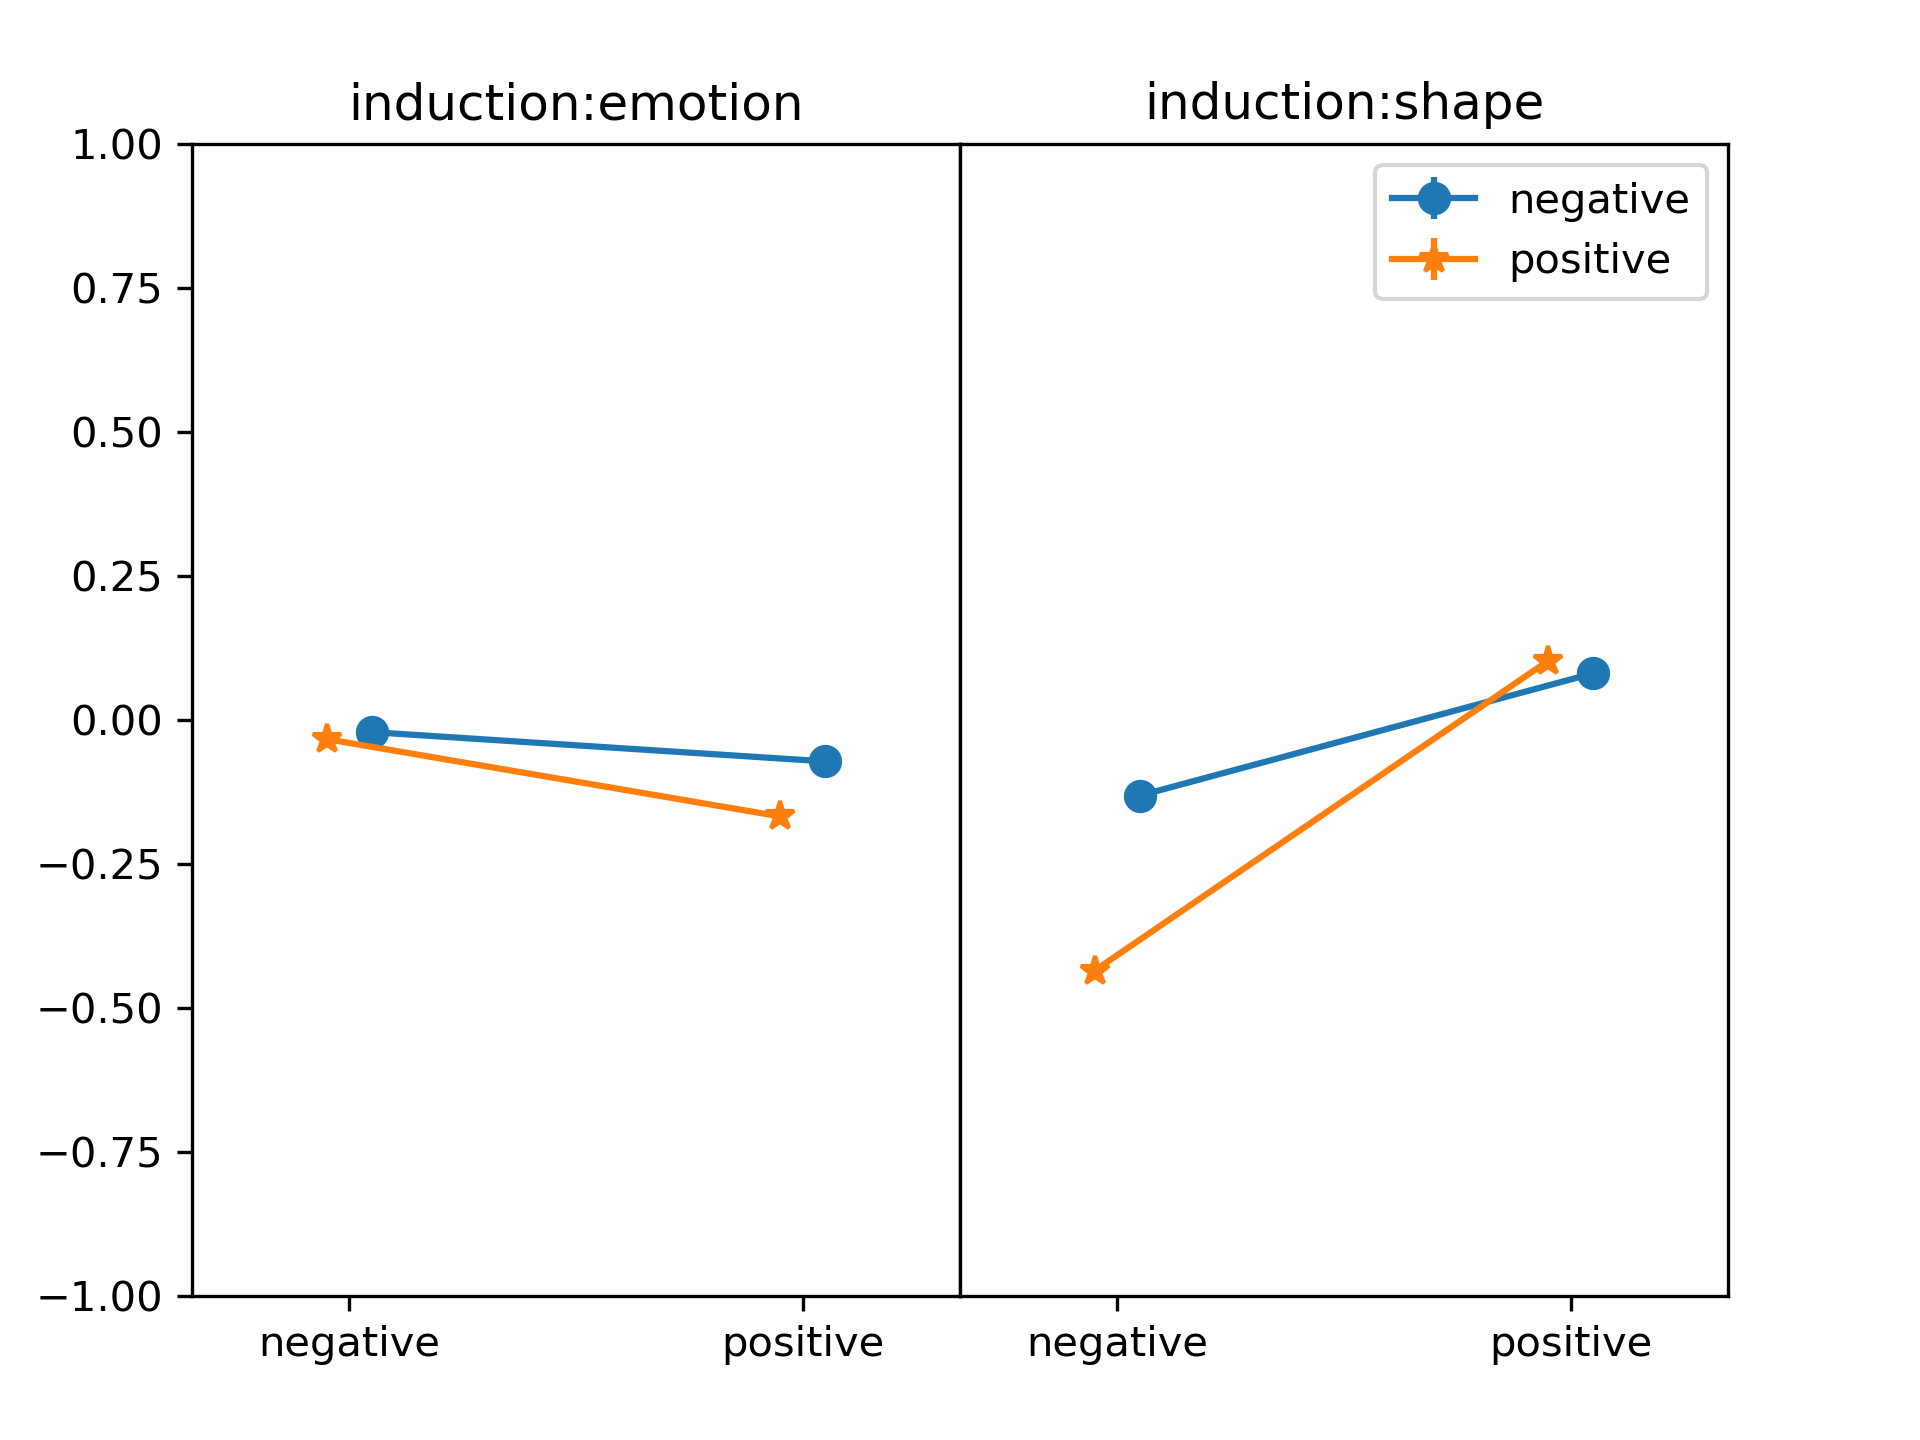 induction:emotion
induction:shape
1.00
0.75
0.50
0.25
0.00
−0.25
−0.50
−0.75
−1.00
negative
positive
negative
positive
negative
positive